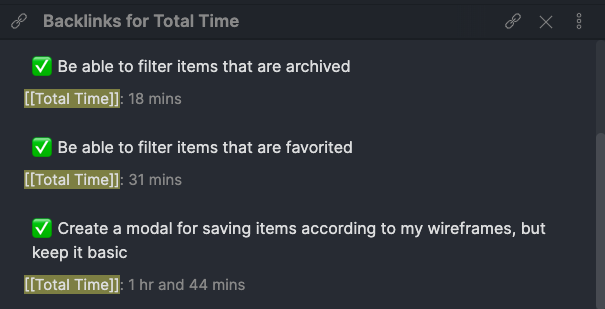 Backlinks for Total Time
✅ Be able to filter items that are archived
[[Total Time]]: 18 mins
✅ Be able to filter items that are favorited
[[Total Time]]: 31 mins
✅ Create a modal for saving items according to my wireframes, but
keep it basic
[[Total Time]]: 1 hr and 44 mins